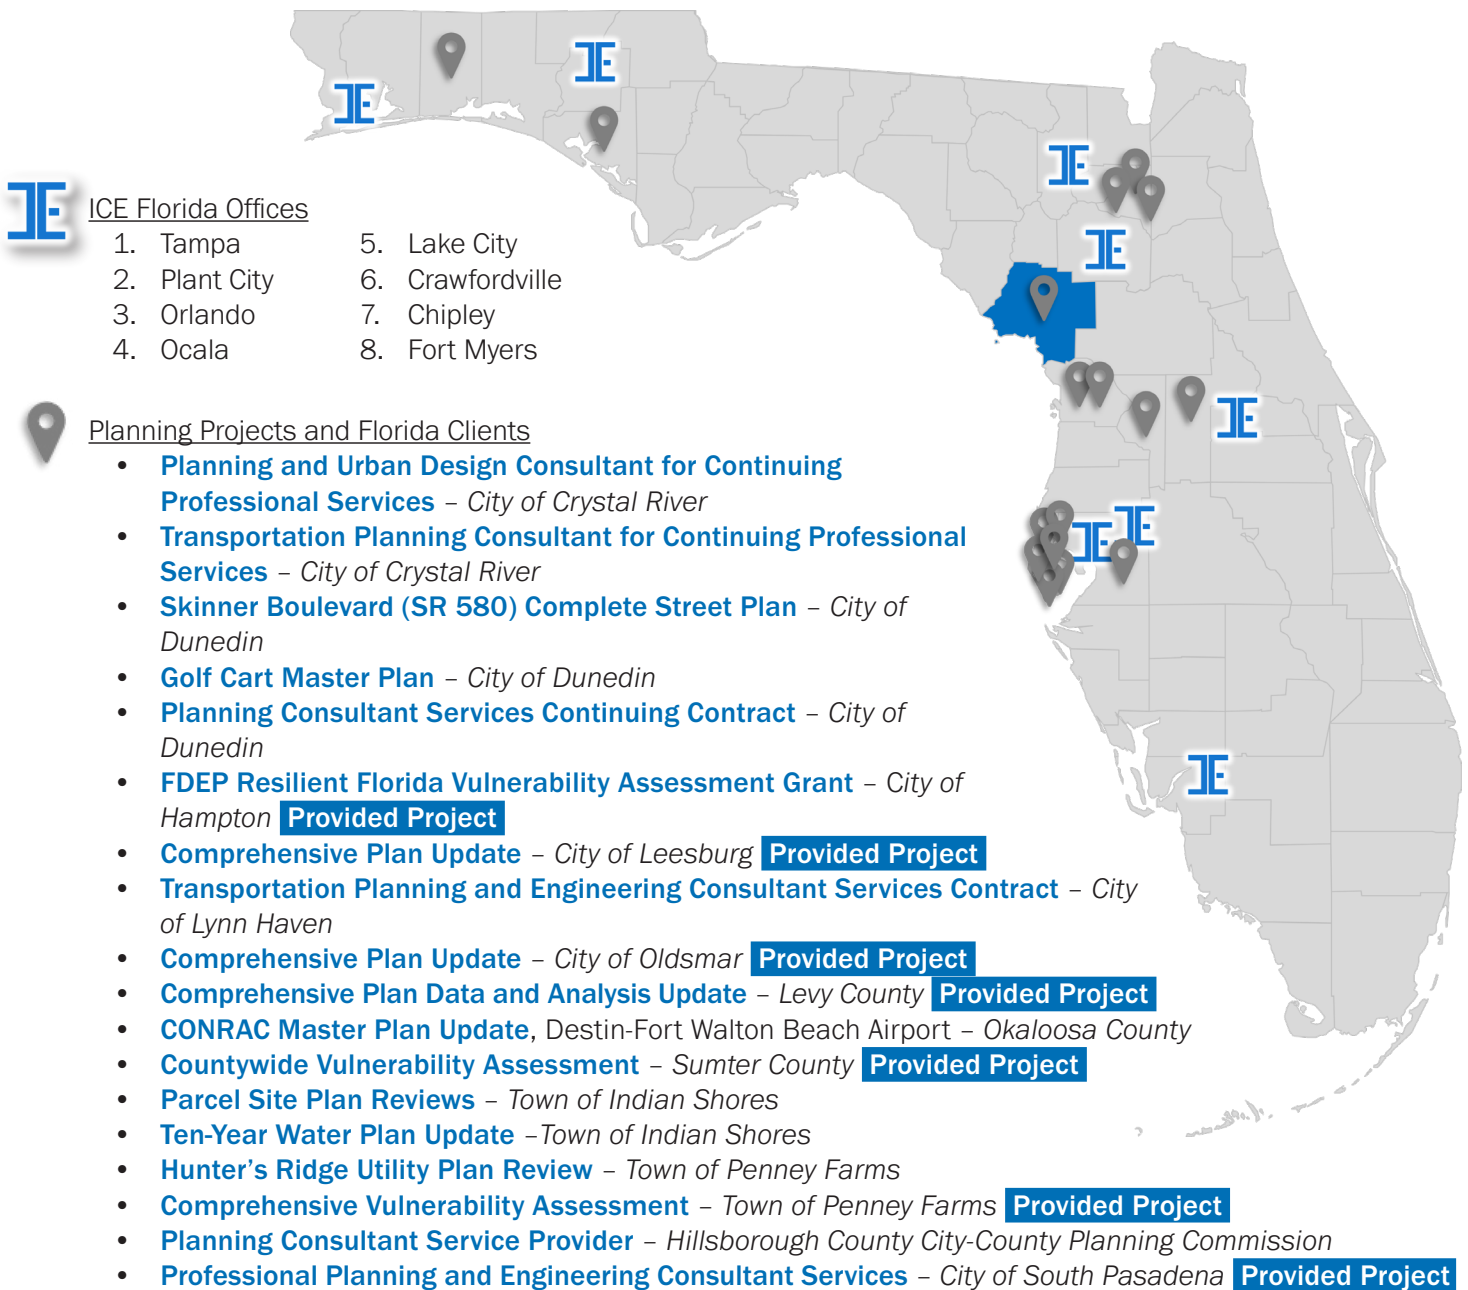 ICE Florida Offices
1. Tampa
2. Plant City
3. Orlando
4. Ocala
5. Lake City
6. Crawfordville
7. Chipley
8. Fort Myers
Planning Projects and Florida Clients
• Planning and Urban Design Consultant for Continuing
Professional Services – City of Crystal River
• Transportation Planning Consultant for Continuing Professional
Services – City of Crystal River
• Skinner Boulevard (SR 580) Complete Street Plan – City of
Dunedin
• Golf Cart Master Plan – City of Dunedin
• Planning Consultant Services Continuing Contract – City of
Dunedin
• FDEP Resilient Florida Vulnerability Assessment Grant – City of
Hampton Provided Project
• Comprehensive Plan Update – City of Leesburg Provided Project
• Transportation Planning and Engineering Consultant Services Contract – City
of Lynn Haven
• Comprehensive Plan Update – City of Oldsmar Provided Project
• Comprehensive Plan Data and Analysis Update – Levy County Provided Project
• CONRAC Master Plan Update, Destin-Fort Walton Beach Airport – Okaloosa County
• Countywide Vulnerability Assessment – Sumter County Provided Project
• Parcel Site Plan Reviews – Town of Indian Shores
• Ten-Year Water Plan Update –Town of Indian Shores
• Hunter's Ridge Utility Plan Review – Town of Penney Farms
• Comprehensive Vulnerability Assessment – Town of Penney Farms Provided Project
• Planning Consultant Service Provider – Hillsborough County City-County Planning Commission
• Professional Planning and Engineering Consultant Services – City of South Pasadena Provided Project